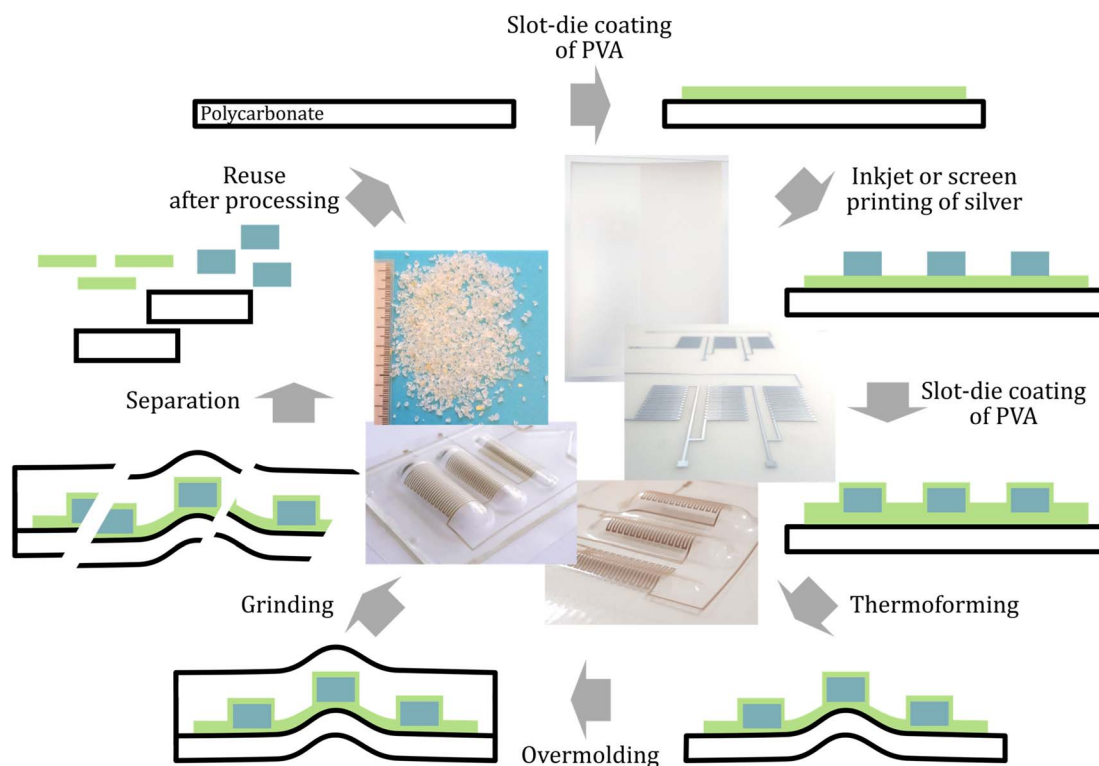 Slot-die coating
of PVA
Polycarbonate
Reuse
after processing
Inkjet or screen
printing of silver
Separation
Slot-die coating
of PVA
Grinding
Thermoforming
Overmolding